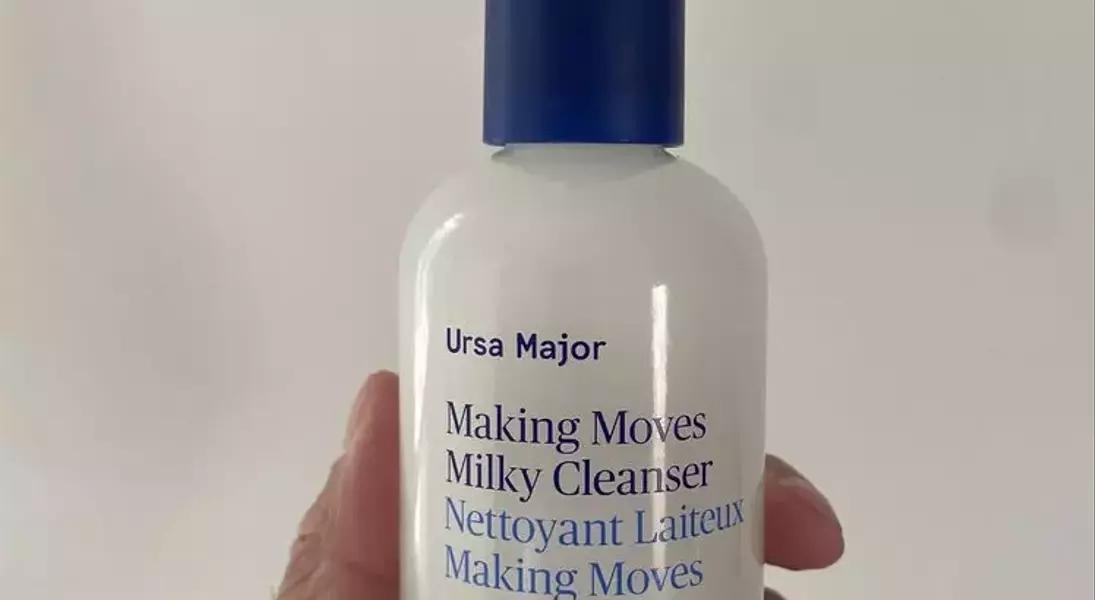 Ursa Major
Making Moves
Milky Cleanser
Nettoyant Laiteux
Making Moves